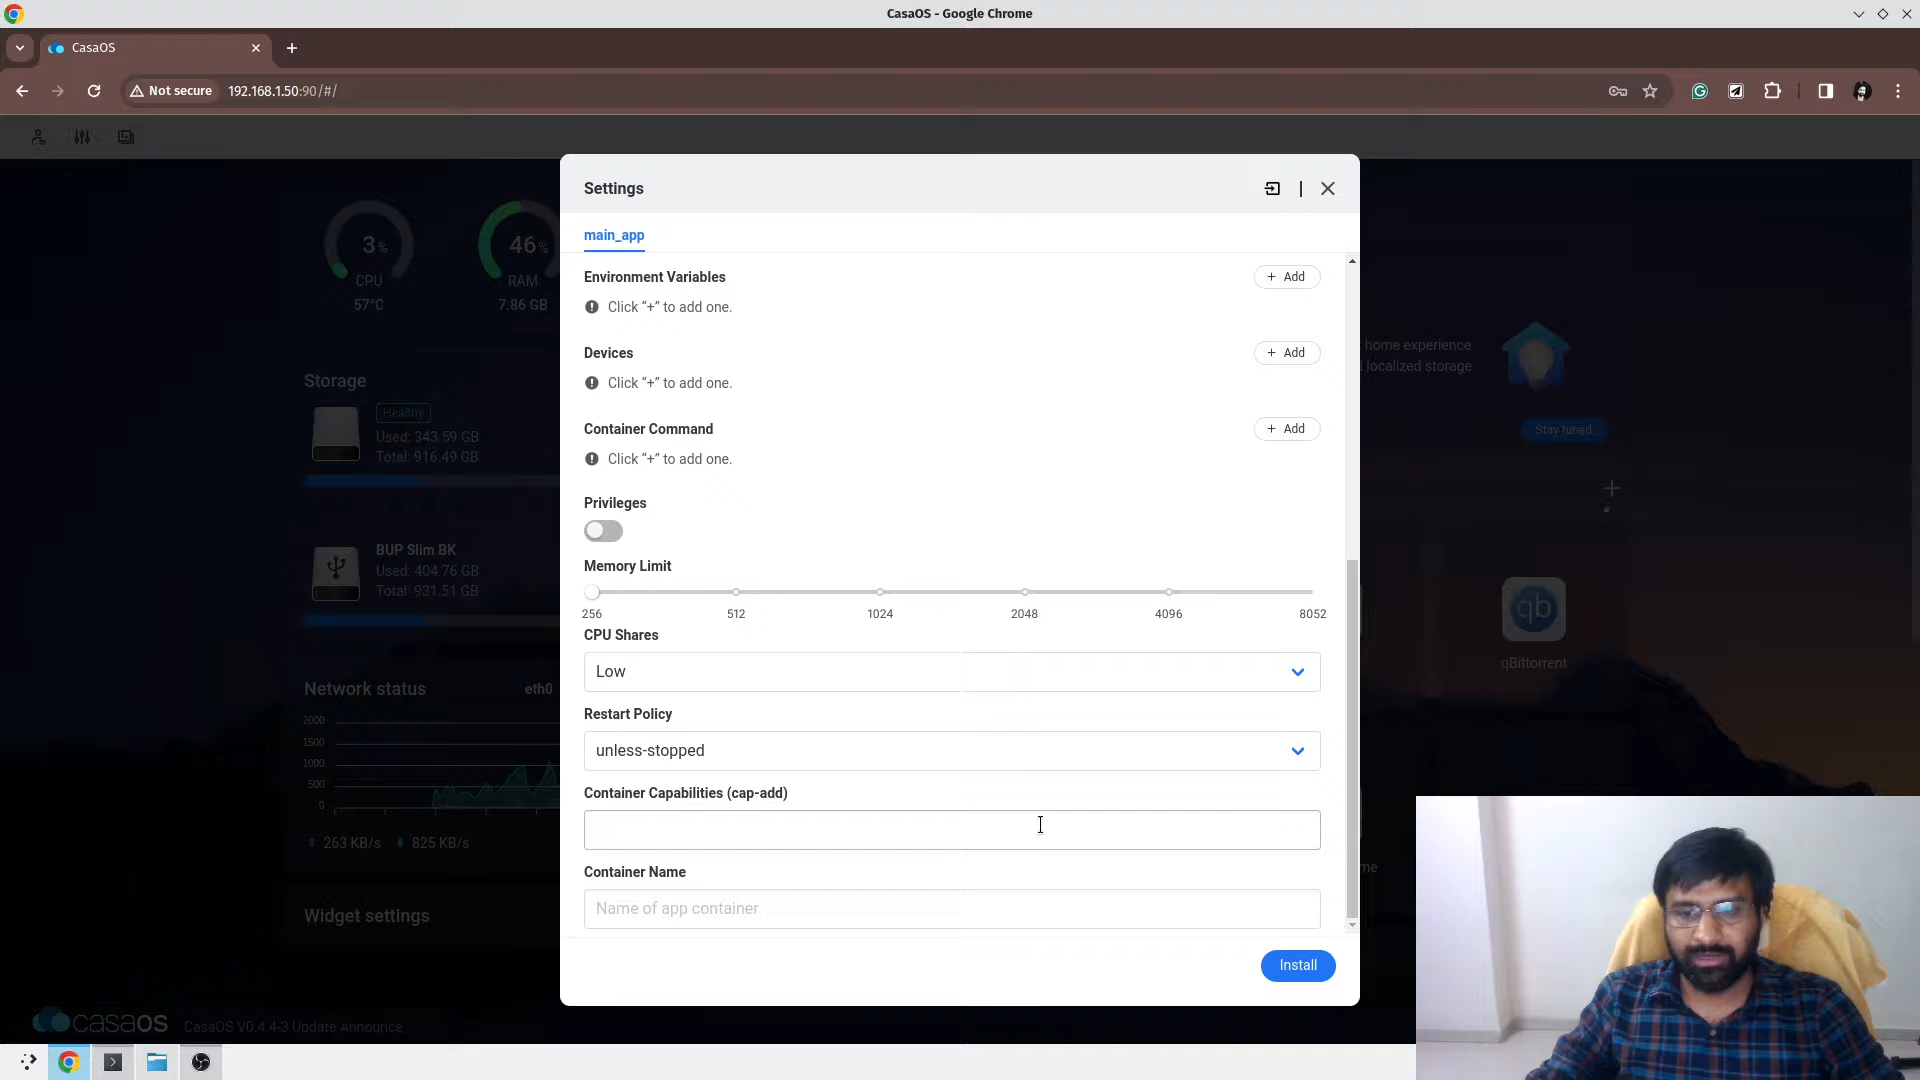 CasaOS - Google Chrome
CasaOS
Not secure
192.168.1.50:90/#/
Settings
main_app
3%
CPU
57°C
46%
RAM
7.86 GB
Environment Variables
+ Add
Click “+” to add one.
Devices
+ Add
Click “+” to add one.
Container Command
+ Add
Click “+” to add one.
Privileges
Memory Limit
256 512 1024 2048 4096 8052
CPU Shares
Low
Restart Policy
unless-stopped
Container Capabilities (cap-add)
Container Name
Name of app container
Install
Storage
Healthy
Used: 343.59 GB
Total: 916.49 GB
BUP Slim BK
Used: 404.76 GB
Total: 931.51 GB
Network status
eth0
2000
1500
1000
500
0
263 KB/s
825 KB/s
Widget settings
casaOS
CasaOS V0.4.4-3 Update Announce
home experience
localized storage
Stay tuned...
qb
qBittorrent
me